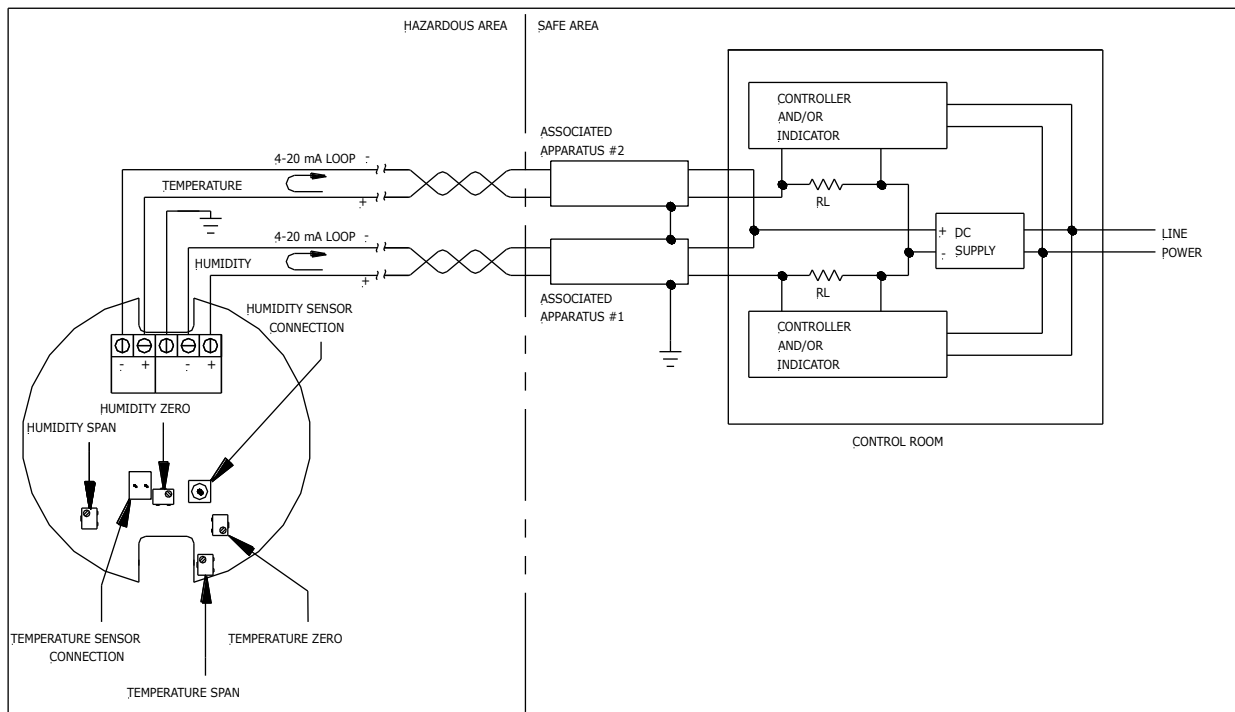 HAZARDOUS AREA
SAFE AREA
CONTROLLER
AND/OR
INDICATOR
ASSOCIATED
APPARATUS #2
4-20 mA LOOP
-
TEMPERATURE
+
RL
4-20 mA LOOP
-
HUMIDITY
+
+
-
DC
SUPPLY
LINE
POWER
RL
ASSOCIATED
APPARATUS #1
HUMIDITY SENSOR
CONNECTION
CONTROLLER
AND/OR
INDICATOR
- + - +
HUMIDITY ZERO
HUMIDITY SPAN
CONTROL ROOM
TEMPERATURE SENSOR
CONNECTION
TEMPERATURE ZERO
TEMPERATURE SPAN